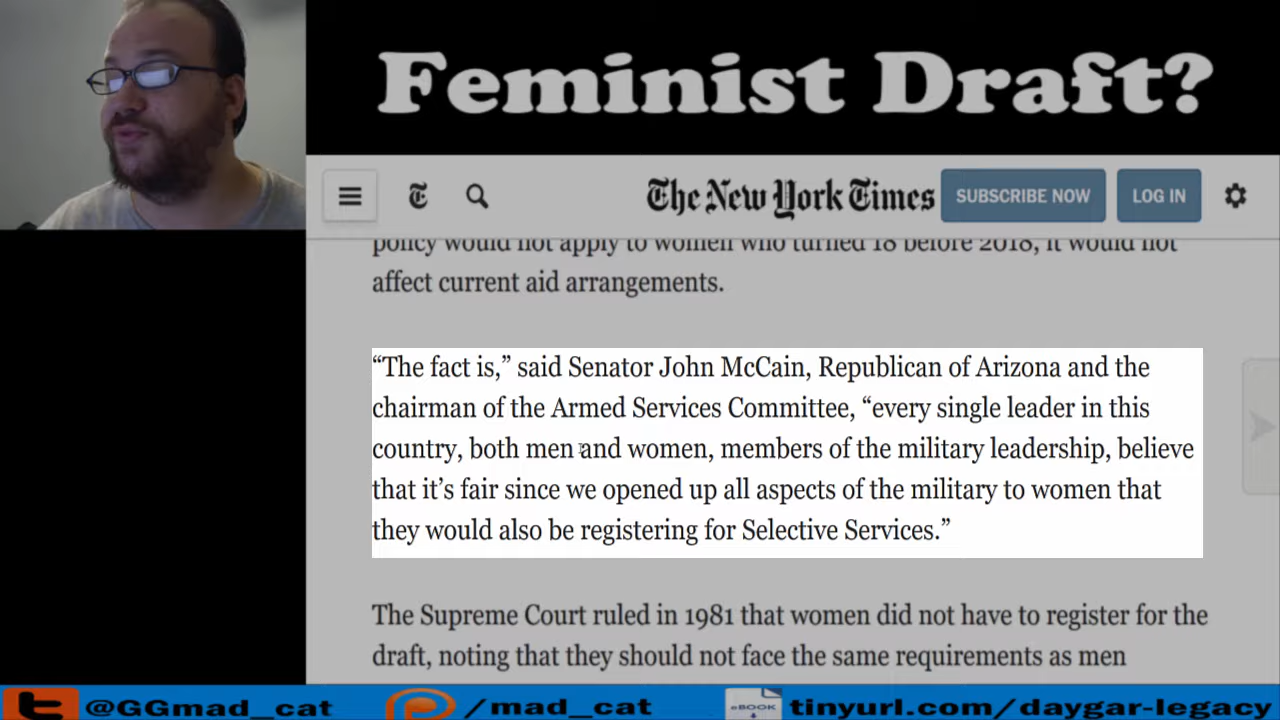 Feminist Draft?
The New York Times
SUBSCRIBE NOW
LOG IN
policy would not apply to women who turned 18 before 2018, it would not
affect current aid arrangements.
“The fact is,” said Senator John McCain, Republican of Arizona and the
chairman of the Armed Services Committee, “every single leader in this
country, both men and women, members of the military leadership, believe
that it’s fair since we opened up all aspects of the military to women that
they would also be registering for Selective Services.”
The Supreme Court ruled in 1981 that women did not have to register for the
draft, noting that they should not face the same requirements as men
@GGmad_cat
/mad_cat
eBOOK
tinyurl.com/daygar-legacy